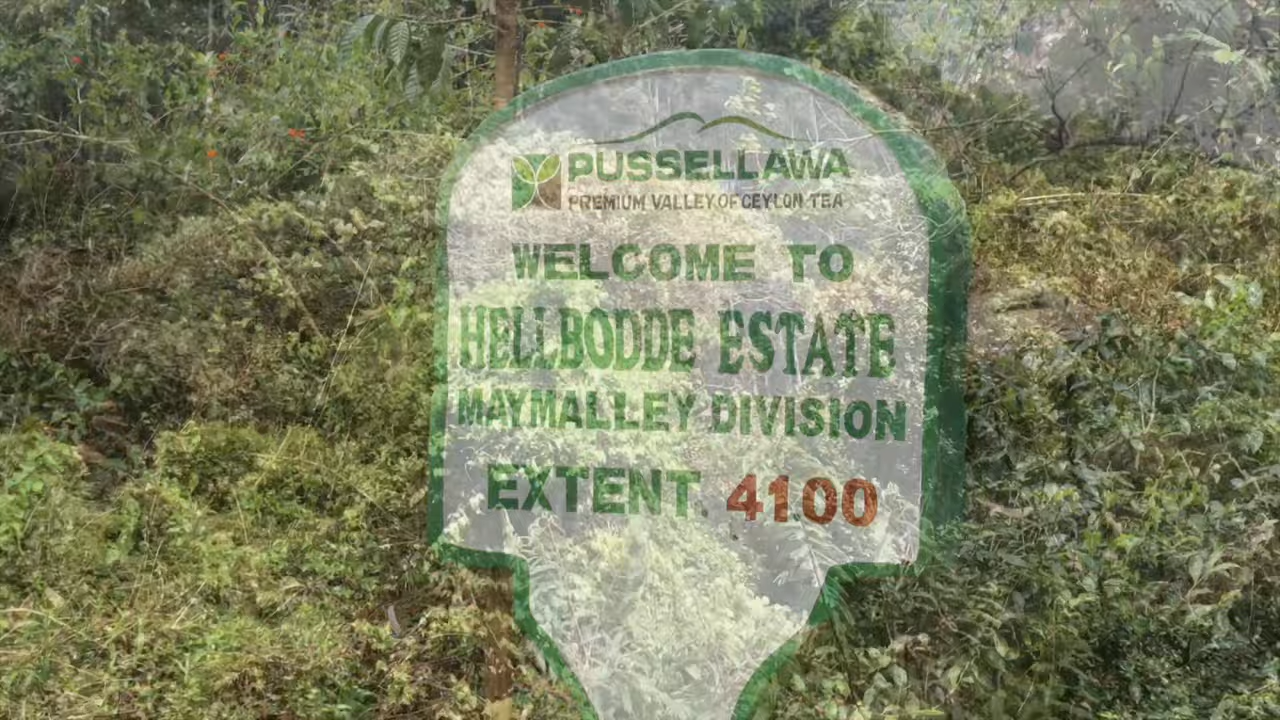 PUSSELLAWA
PREMIUM VALLEY OF CEYLON TEA
WELCOME TO
HELLBODDE ESTATE
MAYMALLEY DIVISION
EXTENT. 4100